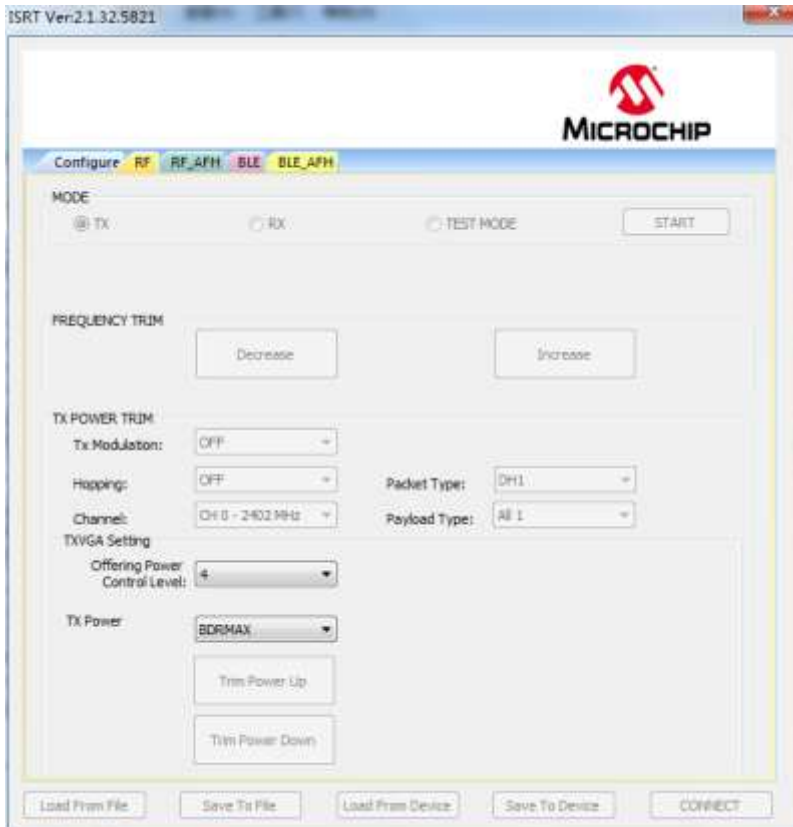 ISRT Ver:2.1.32.5821
MICROCHIP
Configure RF RF_AFH BLE BLE_AFH
MODE
TX RX TEST MODE START
FREQUENCY TRIM
Decrease Increase
TX POWER TRIM
Tx Modulation: OFF
Hopping: OFF Packet Type: DH1
Channel: CH 0 - 2402 MHz Payload Type: All 1
TXVGA Setting
Offering Power
Control Level: 4
TX Power BDRMAX
Trim Power Up
Trim Power Down
Load From File Save To File Load From Device Save To Device CONNECT